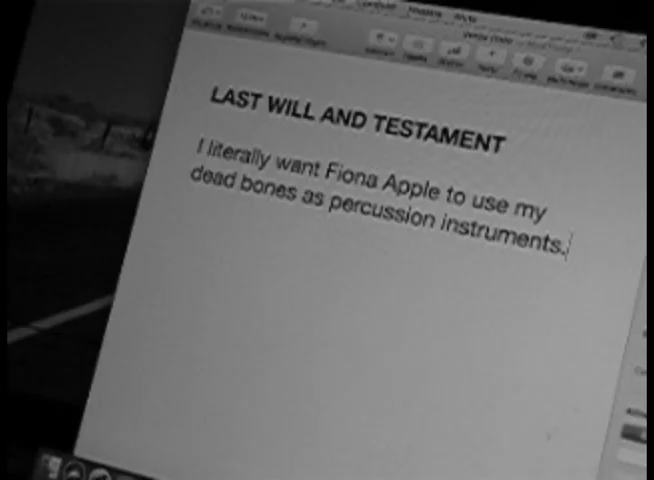 LAST WILL AND TESTAMENT
I literally want Fiona Apple to use my
dead bones as percussion instruments.